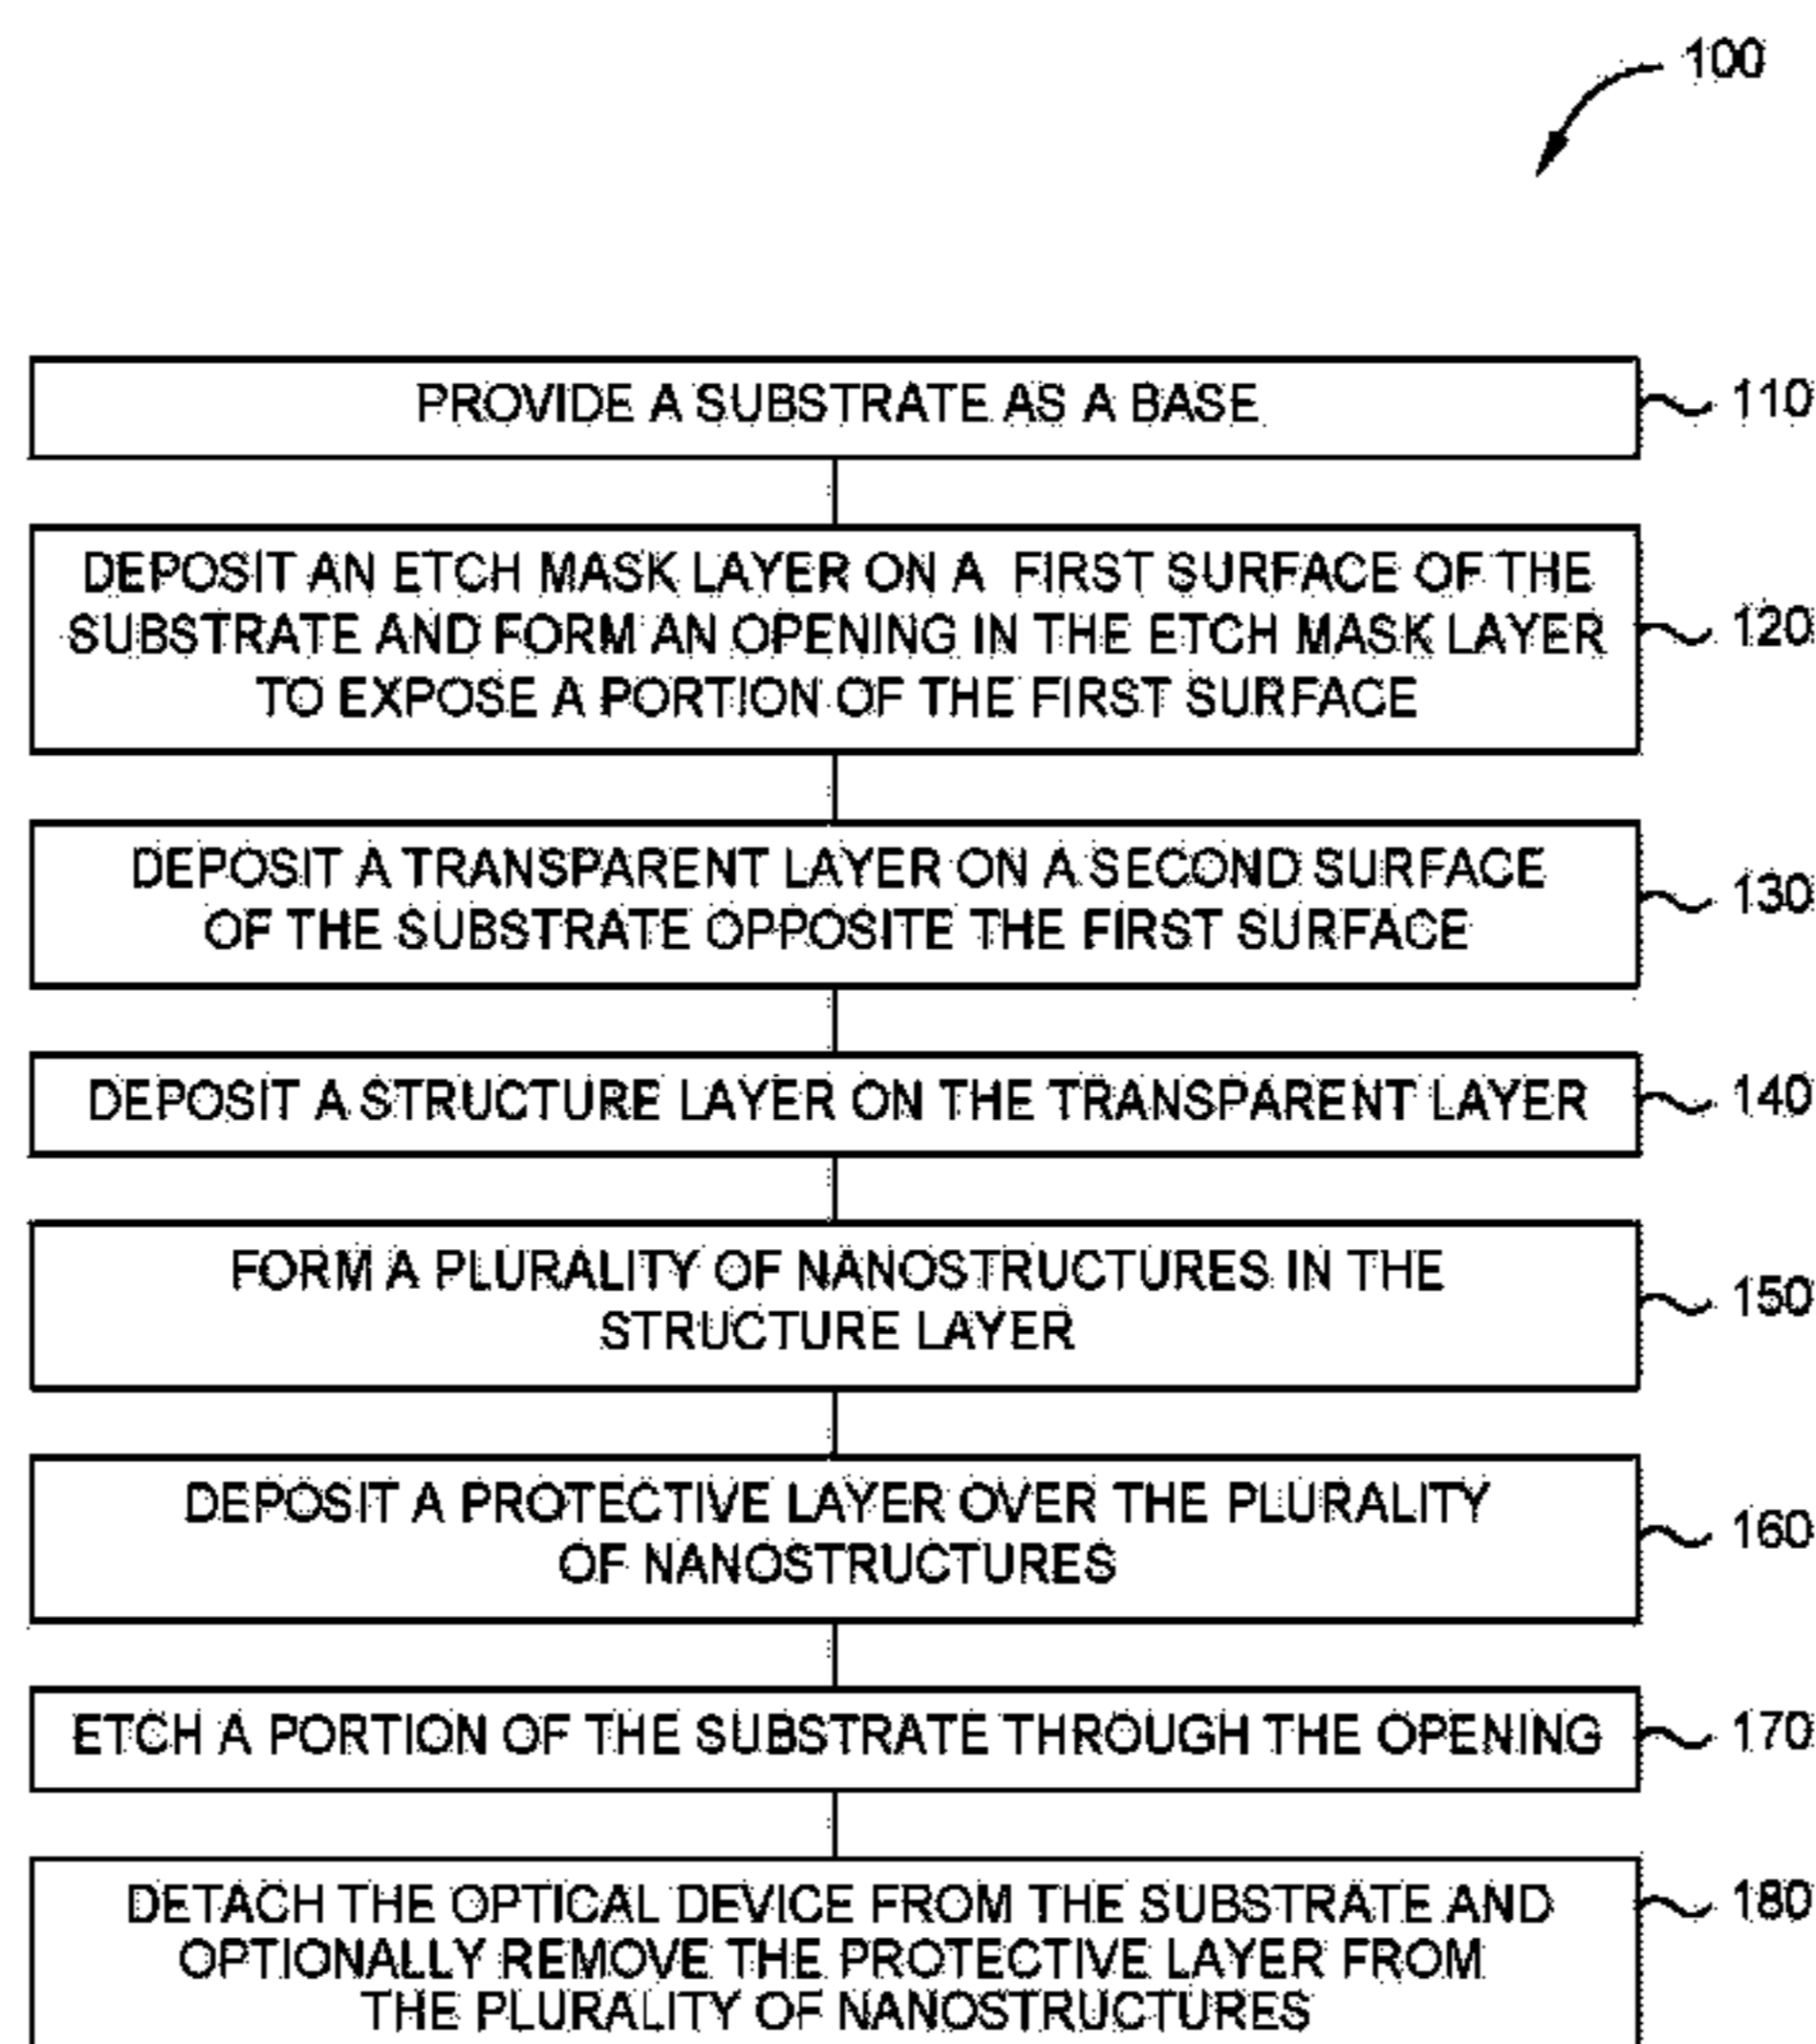 100
PROVIDE A SUBSTRATE AS A BASE
110
DEPOSIT AN ETCH MASK LAYER ON A FIRST SURFACE OF THE
SUBSTRATE AND FORM AN OPENING IN THE ETCH MASK LAYER
TO EXPOSE A PORTION OF THE FIRST SURFACE
120
DEPOSIT A TRANSPARENT LAYER ON A SECOND SURFACE
OF THE SUBSTRATE OPPOSITE THE FIRST SURFACE
130
DEPOSIT A STRUCTURE LAYER ON THE TRANSPARENT LAYER
140
FORM A PLURALITY OF NANOSTRUCTURES IN THE
STRUCTURE LAYER
150
DEPOSIT A PROTECTIVE LAYER OVER THE PLURALITY
OF NANOSTRUCTURES
160
ETCH A PORTION OF THE SUBSTRATE THROUGH THE OPENING
170
DETACH THE OPTICAL DEVICE FROM THE SUBSTRATE AND
OPTIONALLY REMOVE THE PROTECTIVE LAYER FROM
THE PLURALITY OF NANOSTRUCTURES
180